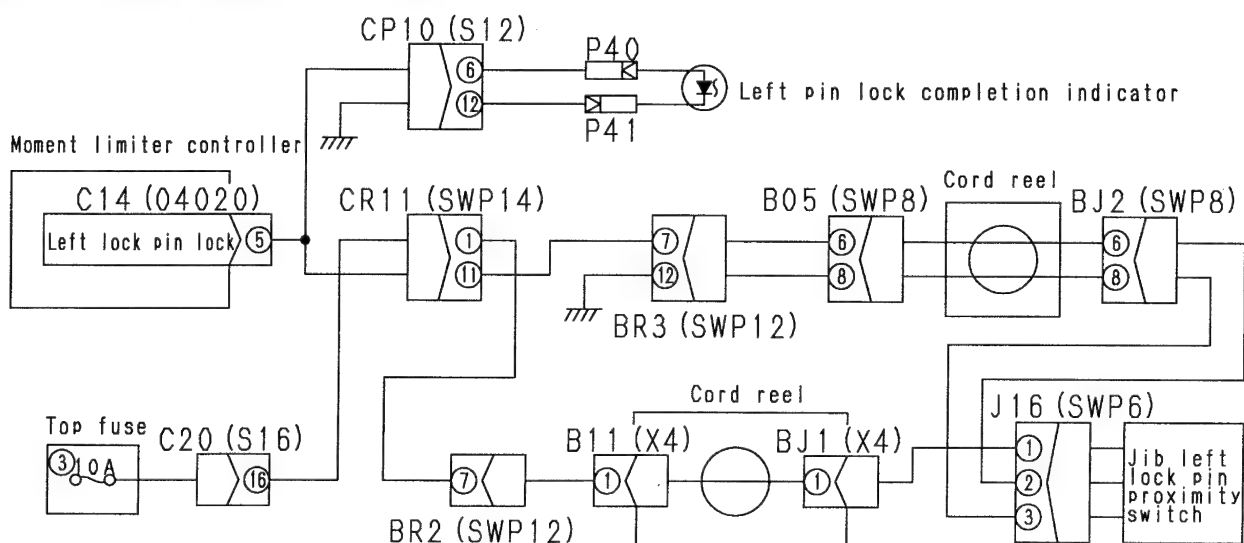 CP10 (S12)
6
12
P40
P41
Left pin lock completion indicator
Moment limiter controller
C14 (04020)
Left lock pin lock
5
CR11 (SWP14)
1
11
7
12
BR3 (SWP12)
B05 (SWP8)
6
8
Cord reel
BJ2 (SWP8)
6
8
Top fuse
3
10A
C20 (S16)
16
7
BR2 (SWP12)
Cord reel
B11 (X4)
1
BJ1 (X4)
1
J16 (SWP6)
1
2
3
Jib left
lock pin
proximity
switch